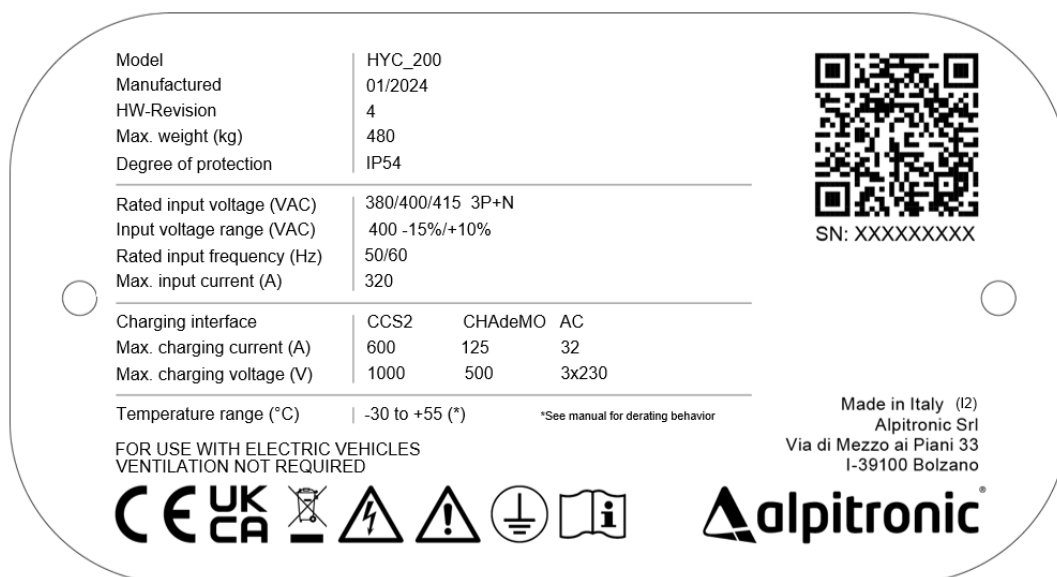 Model HYC_200
Manufactured 01/2024
HW-Revision 4
Max. weight (kg) 480
Degree of protection IP54
SN: XXXXXXXXX
Rated input voltage (VAC) 380/400/415 3P+N
Input voltage range (VAC) 400 -15%/+10%
Rated input frequency (Hz) 50/60
Max. input current (A) 320
Charging interface CCS2 CHAdeMO AC
Max. charging current (A) 600 125 32
Max. charging voltage (V) 1000 500 3x230
Temperature range (°C) -30 to +55 (*) *See manual for derating behavior
FOR USE WITH ELECTRIC VEHICLES
VENTILATION NOT REQUIRED
Made in Italy (I2)
Alpitronic Srl
Via di Mezzo ai Piani 33
I-39100 Bolzano
CE UK
CA
alpitronic®